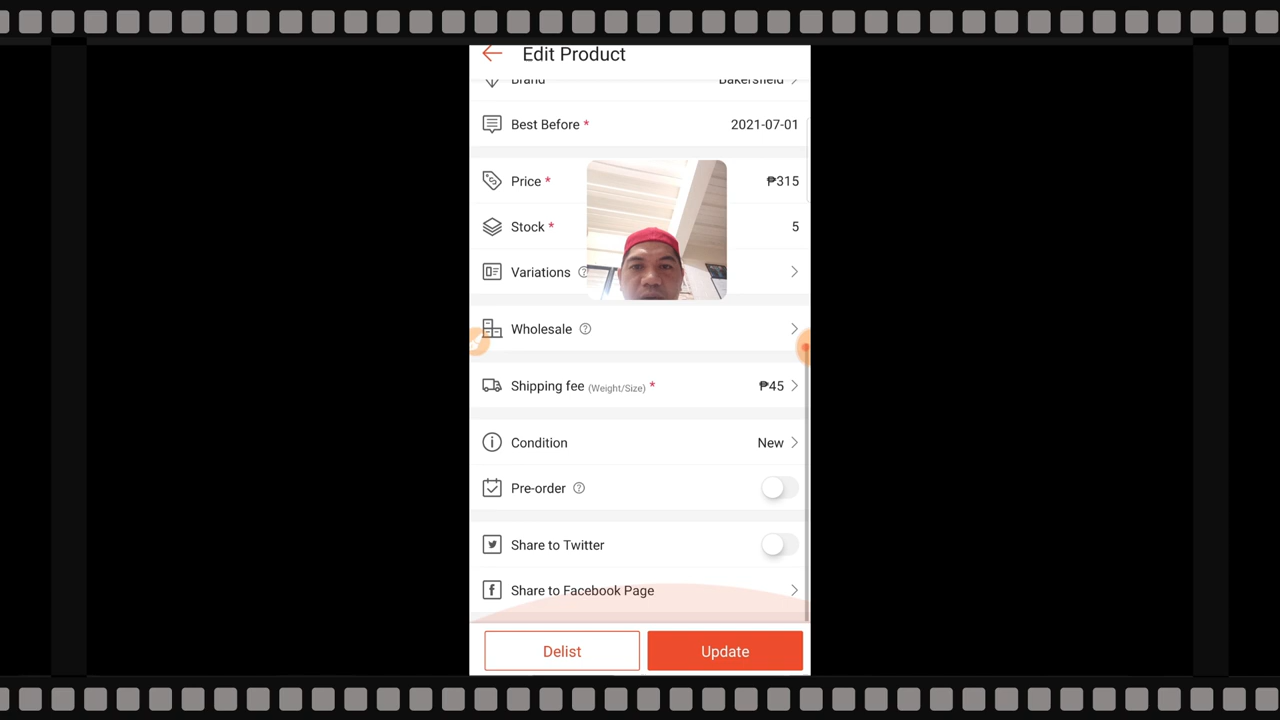 Edit Product
Brand Bakersfield
Best Before * 2021-07-01
Price * ₱315
Stock * 5
Variations
Wholesale
Shipping fee (Weight/Size) * ₱45
Condition New
Pre-order
Share to Twitter
Share to Facebook Page
Delist Update